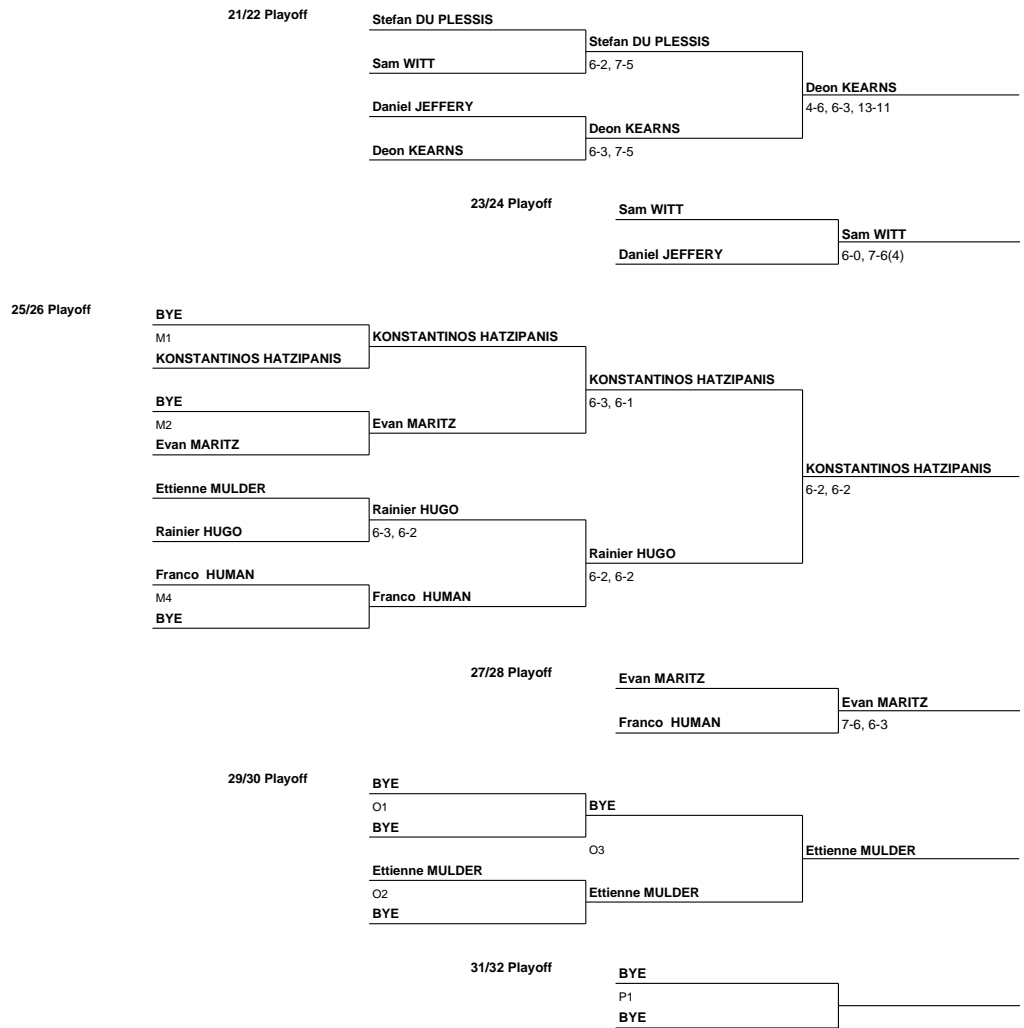 21/22 Playoff
Stefan DU PLESSIS
Stefan DU PLESSIS
Sam WITT
6-2, 7-5
Deon KEARNS
Daniel JEFFERY
4-6, 6-3, 13-11
Deon KEARNS
Deon KEARNS
6-3, 7-5
23/24 Playoff
Sam WITT
Sam WITT
Daniel JEFFERY
6-0, 7-6(4)
25/26 Playoff
BYE
M1
KONSTANTINOS HATZIPANIS
KONSTANTINOS HATZIPANIS
KONSTANTINOS HATZIPANIS
BYE
6-3, 6-1
M2
Evan MARITZ
Evan MARITZ
KONSTANTINOS HATZIPANIS
Ettienne MULDER
6-2, 6-2
Rainier HUGO
Rainier HUGO
6-3, 6-2
Rainier HUGO
Franco  HUMAN
6-2, 6-2
M4
Franco  HUMAN
BYE
27/28 Playoff
Evan MARITZ
Evan MARITZ
Franco  HUMAN
7-6, 6-3
29/30 Playoff
BYE
O1
BYE
BYE
O3
Ettienne MULDER
Ettienne MULDER
O2
Ettienne MULDER
BYE
31/32 Playoff
BYE
P1
BYE